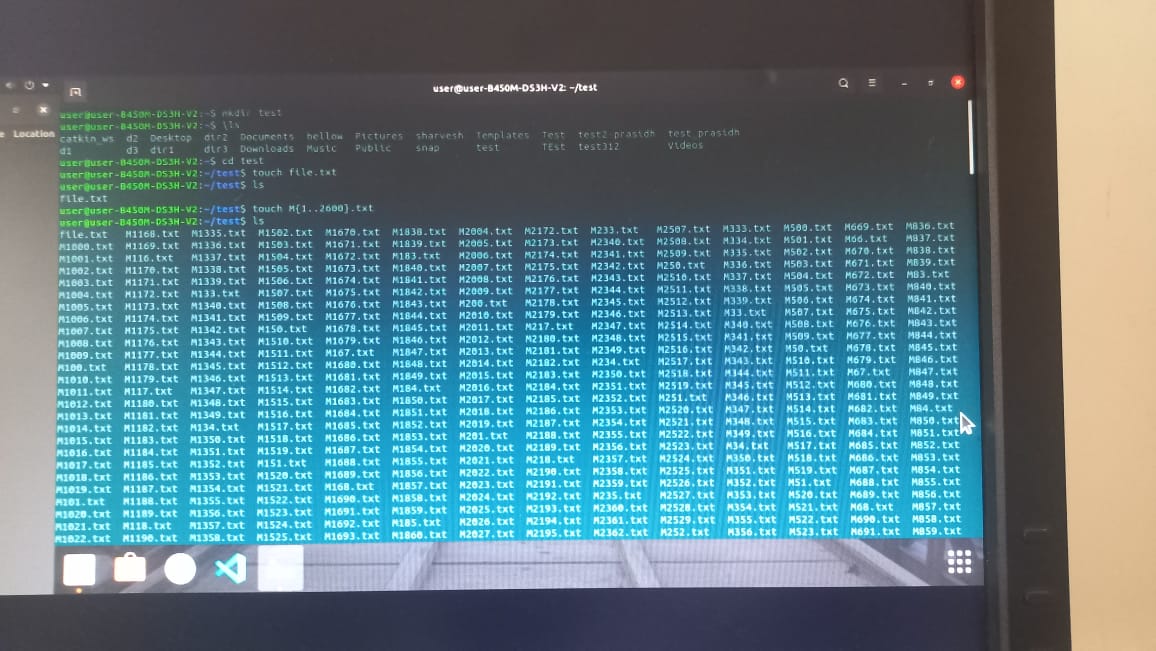 user@user-B450M-DS3H-V2: ~/test
Location
user@user-B450M-DS3H-V2:~$ mkdir test
user@user-B450M-DS3H-V2:~$ \ls
catkin_ws d2 Desktop dir2 Documents hellow Pictures sharvesh Templates Test test2-prasidh test_prasidh
d1 d3 dir1 dir3 Downloads Music Public snap test TEst test312 Videos
user@user-B450M-DS3H-V2:~$ cd test
user@user-B450M-DS3H-V2:~/test$ touch file.txt
user@user-B450M-DS3H-V2:~/test$ ls
file.txt
user@user-B450M-DS3H-V2:~/test$ touch M{1..2600}.txt
user@user-B450M-DS3H-V2:~/test$ ls
file.txt M1168.txt M1335.txt M1502.txt M1670.txt M1838.txt M2004.txt M2172.txt M233.txt M2507.txt M333.txt M500.txt M669.txt M836.txt
M1000.txt M1169.txt M1336.txt M1503.txt M1671.txt M1839.txt M2005.txt M2173.txt M2340.txt M2508.txt M334.txt M501.txt M66.txt M837.txt
M1001.txt M116.txt M1337.txt M1504.txt M1672.txt M183.txt M2006.txt M2174.txt M2341.txt M2509.txt M335.txt M502.txt M670.txt M838.txt
M1002.txt M1170.txt M1338.txt M1505.txt M1673.txt M1840.txt M2007.txt M2175.txt M2342.txt M250.txt M336.txt M503.txt M671.txt M839.txt
M1003.txt M1171.txt M1339.txt M1506.txt M1674.txt M1841.txt M2008.txt M2176.txt M2343.txt M2510.txt M337.txt M504.txt M672.txt M83.txt
M1004.txt M1172.txt M133.txt M1507.txt M1675.txt M1842.txt M2009.txt M2177.txt M2344.txt M2511.txt M338.txt M505.txt M673.txt M840.txt
M1005.txt M1173.txt M1340.txt M1508.txt M1676.txt M1843.txt M200.txt M2178.txt M2345.txt M2512.txt M339.txt M506.txt M674.txt M841.txt
M1006.txt M1174.txt M1341.txt M1509.txt M1677.txt M1844.txt M2010.txt M2179.txt M2346.txt M2513.txt M33.txt M507.txt M675.txt M842.txt
M1007.txt M1175.txt M1342.txt M150.txt M1678.txt M1845.txt M2011.txt M217.txt M2347.txt M2514.txt M340.txt M508.txt M676.txt M843.txt
M1008.txt M1176.txt M1343.txt M1510.txt M1679.txt M1846.txt M2012.txt M2180.txt M2348.txt M2515.txt M341.txt M509.txt M677.txt M844.txt
M1009.txt M1177.txt M1344.txt M1511.txt M167.txt M1847.txt M2013.txt M2181.txt M2349.txt M2516.txt M342.txt M50.txt M678.txt M845.txt
M100.txt M1178.txt M1345.txt M1512.txt M1680.txt M1848.txt M2014.txt M2182.txt M234.txt M2517.txt M343.txt M510.txt M679.txt M846.txt
M1010.txt M1179.txt M1346.txt M1513.txt M1681.txt M1849.txt M2015.txt M2183.txt M2350.txt M2518.txt M344.txt M511.txt M67.txt M847.txt
M1011.txt M117.txt M1347.txt M1514.txt M1682.txt M184.txt M2016.txt M2184.txt M2351.txt M2519.txt M345.txt M512.txt M680.txt M848.txt
M1012.txt M1180.txt M1348.txt M1515.txt M1683.txt M1850.txt M2017.txt M2185.txt M2352.txt M251.txt M346.txt M513.txt M681.txt M849.txt
M1013.txt M1181.txt M1349.txt M1516.txt M1684.txt M1851.txt M2018.txt M2186.txt M2353.txt M2520.txt M347.txt M514.txt M682.txt M84.txt
M1014.txt M1182.txt M134.txt M1517.txt M1685.txt M1852.txt M2019.txt M2187.txt M2354.txt M2521.txt M348.txt M515.txt M683.txt M850.txt
M1015.txt M1183.txt M1350.txt M1518.txt M1686.txt M1853.txt M201.txt M2188.txt M2355.txt M2522.txt M349.txt M516.txt M684.txt M851.txt
M1016.txt M1184.txt M1351.txt M1519.txt M1687.txt M1854.txt M2020.txt M2189.txt M2356.txt M2523.txt M34.txt M517.txt M685.txt M852.txt
M1017.txt M1185.txt M1352.txt M151.txt M1688.txt M1855.txt M2021.txt M218.txt M2357.txt M2524.txt M350.txt M518.txt M686.txt M853.txt
M1018.txt M1186.txt M1353.txt M1520.txt M1689.txt M1856.txt M2022.txt M2190.txt M2358.txt M2525.txt M351.txt M519.txt M687.txt M854.txt
M1019.txt M1187.txt M1354.txt M1521.txt M168.txt M1857.txt M2023.txt M2191.txt M2359.txt M2526.txt M352.txt M51.txt M688.txt M855.txt
M101.txt M1188.txt M1355.txt M1522.txt M1690.txt M1858.txt M2024.txt M2192.txt M235.txt M2527.txt M353.txt M520.txt M689.txt M856.txt
M1020.txt M1189.txt M1356.txt M1523.txt M1691.txt M1859.txt M2025.txt M2193.txt M2360.txt M2528.txt M354.txt M521.txt M68.txt M857.txt
M1021.txt M118.txt M1357.txt M1524.txt M1692.txt M185.txt M2026.txt M2194.txt M2361.txt M2529.txt M355.txt M522.txt M690.txt M858.txt
M1022.txt M1190.txt M1358.txt M1525.txt M1693.txt M1860.txt M2027.txt M2195.txt M2362.txt M252.txt M356.txt M523.txt M691.txt M859.txt